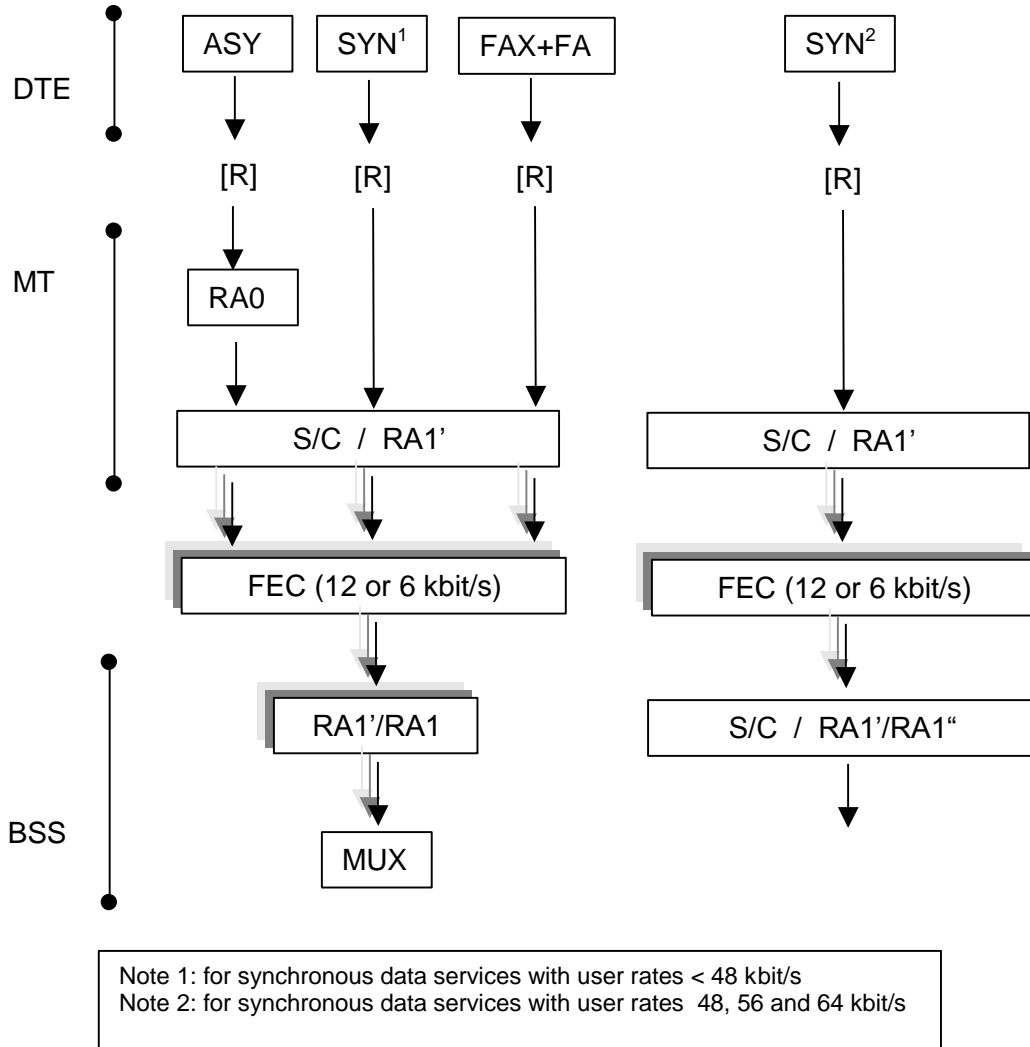 ASY SYN1 FAX+FA SYN2
DTE
[R] [R] [R] [R]
MT
RA0
S/C / RA1’ S/C / RA1’
FEC (12 or 6 kbit/s) FEC (12 or 6 kbit/s)
RA1’/RA1 S/C / RA1’/RA1“
BSS
MUX
Note 1: for synchronous data services with user rates < 48 kbit/s
Note 2: for synchronous data services with user rates 48, 56 and 64 kbit/s